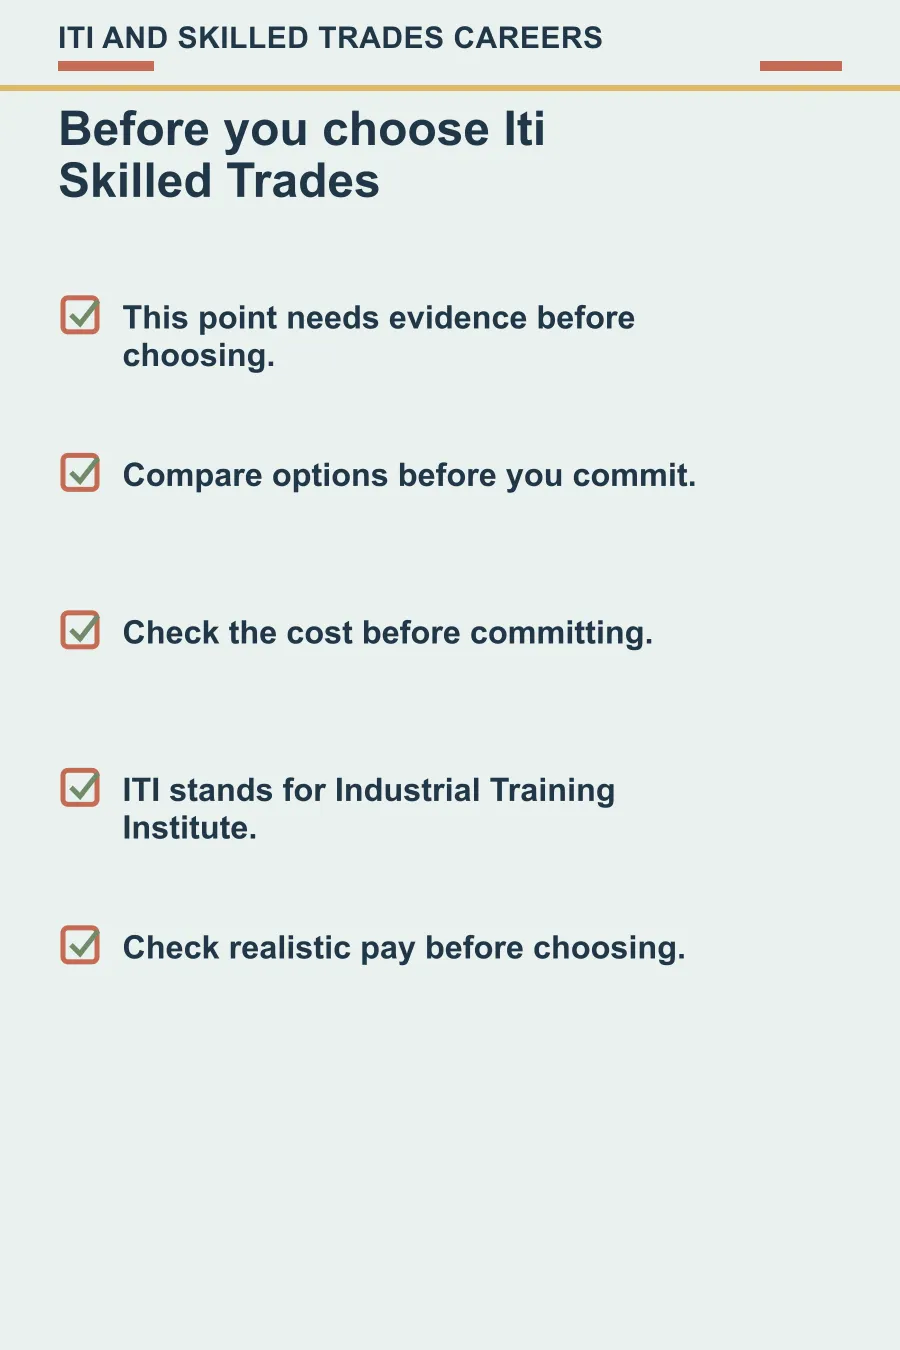 ITI AND SKILLED TRADES CAREERS
Before you choose Iti
Skilled Trades
This point needs evidence before
choosing.
Compare options before you commit.
Check the cost before committing.
ITI stands for Industrial Training
Institute.
Check realistic pay before choosing.